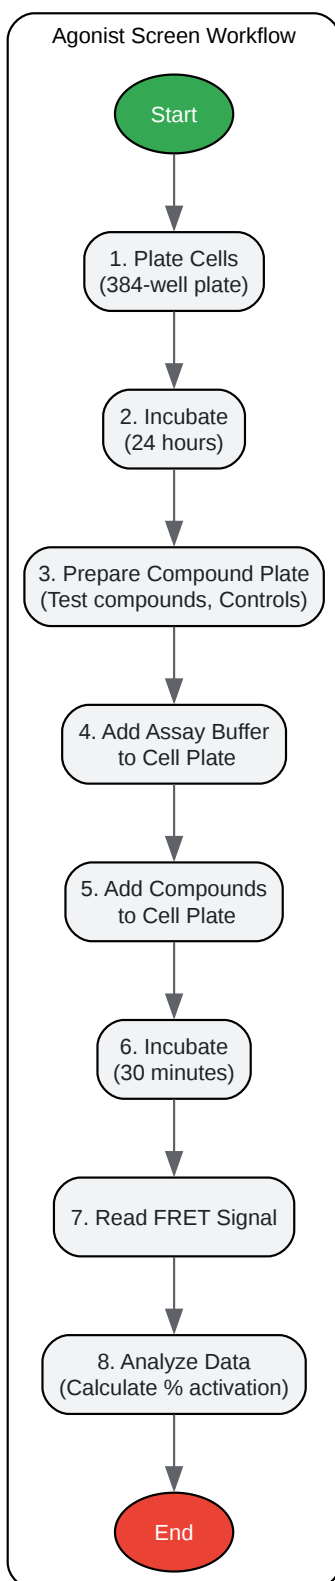 Agonist Screen Workflow
Start
1. Plate Cells
(384-well plate)
2. Incubate
(24 hours)
3. Prepare Compound Plate
(Test compounds, Controls)
4. Add Assay Buffer
to Cell Plate
5. Add Compounds
to Cell Plate
6. Incubate
(30 minutes)
7. Read FRET Signal
8. Analyze Data
(Calculate % activation)
End